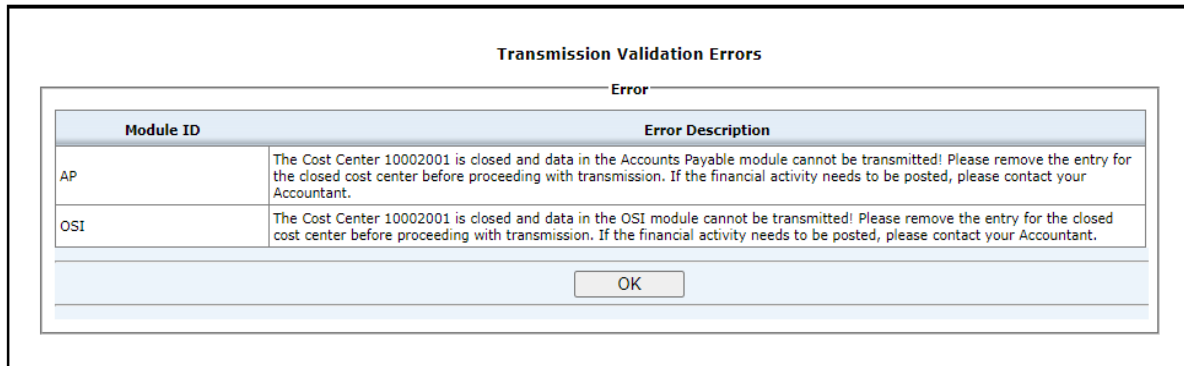 Transmission Validation Errors
Error
Module ID
Error Description
AP
The Cost Center 10002001 is closed and data in the Accounts Payable module cannot be transmitted! Please remove the entry for
the closed cost center before proceeding with transmission. If the financial activity needs to be posted, please contact your
Accountant.
OSI
The Cost Center 10002001 is closed and data in the OSI module cannot be transmitted! Please remove the entry for the closed
cost center before proceeding with transmission. If the financial activity needs to be posted, please contact your Accountant.
OK